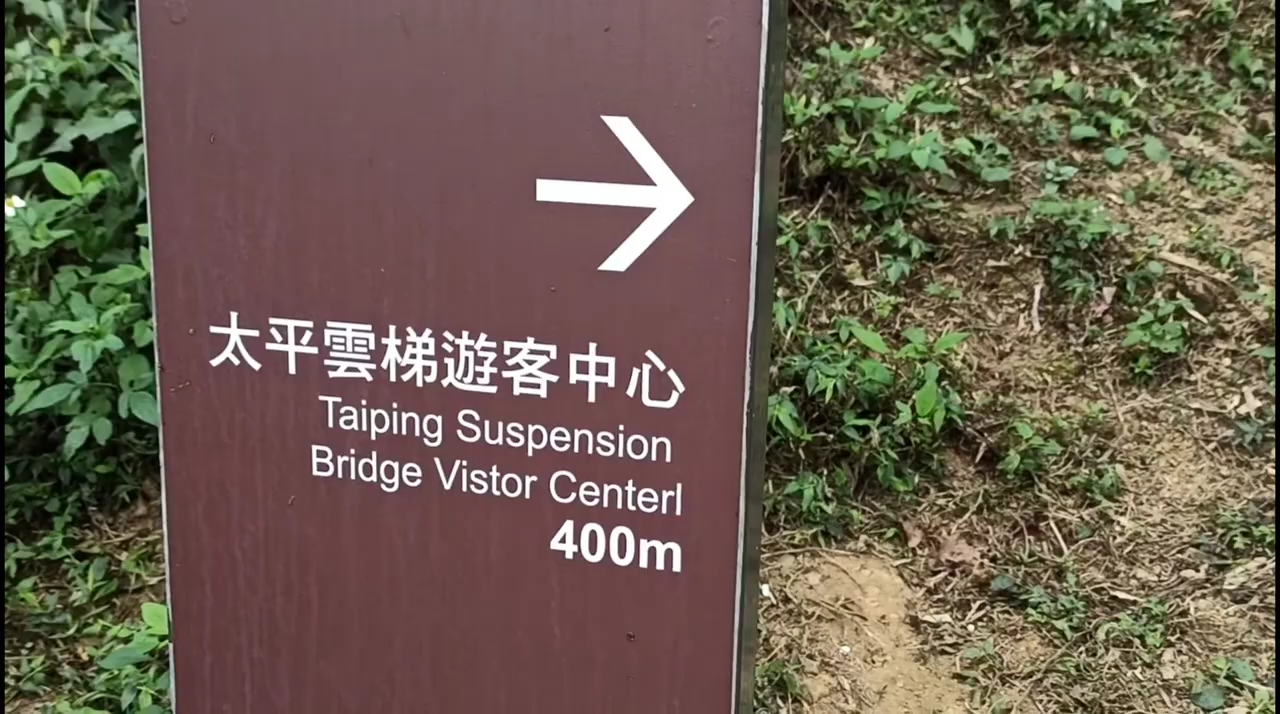 太平雲梯遊客中心
Taiping Suspension
Bridge Vistor Centerl
400m